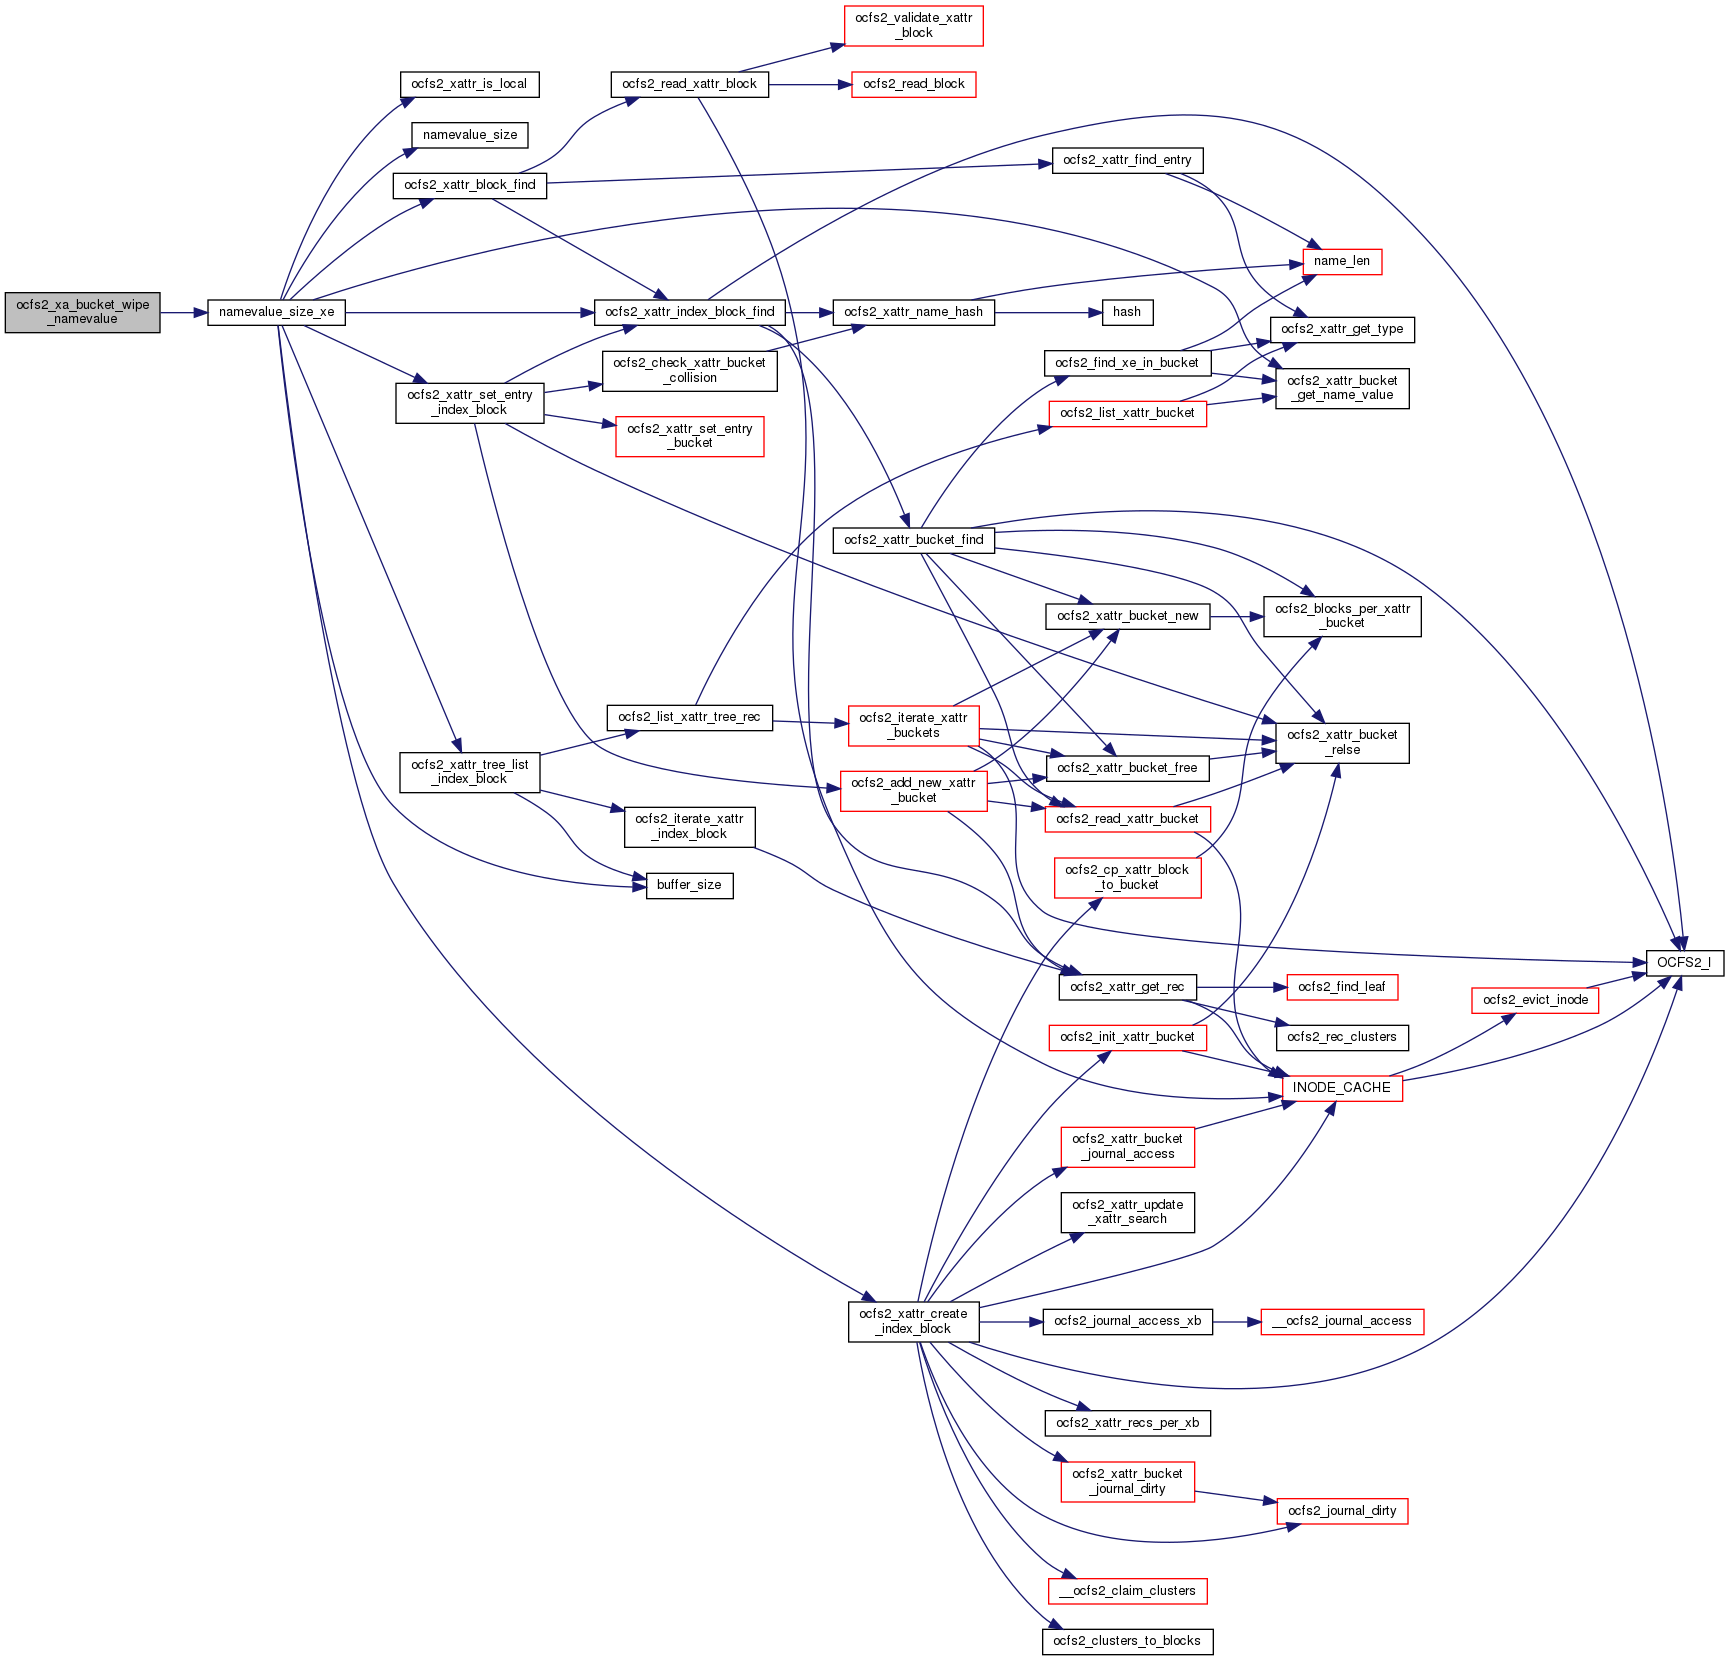 ocfs2_validate_xattr
_block
ocfs2_xattr_is_local
ocfs2_read_xattr_block
ocfs2_read_block
namevalue_size
ocfs2_xattr_find_entry
ocfs2_xattr_block_find
name_len
ocfs2_xa_bucket_wipe
_namevalue
namevalue_size_xe
ocfs2_xattr_index_block_find
ocfs2_xattr_name_hash
hash
ocfs2_xattr_get_type
ocfs2_check_xattr_bucket
_collision
ocfs2_find_xe_in_bucket
ocfs2_xattr_bucket
_get_name_value
ocfs2_xattr_set_entry
_index_block
ocfs2_list_xattr_bucket
ocfs2_xattr_set_entry
_bucket
ocfs2_xattr_bucket_find
ocfs2_xattr_bucket_new
ocfs2_blocks_per_xattr
_bucket
ocfs2_list_xattr_tree_rec
ocfs2_iterate_xattr
_buckets
ocfs2_xattr_bucket
_relse
ocfs2_xattr_tree_list
_index_block
ocfs2_xattr_bucket_free
ocfs2_add_new_xattr
_bucket
ocfs2_read_xattr_bucket
ocfs2_iterate_xattr
_index_block
ocfs2_cp_xattr_block
_to_bucket
buffer_size
OCFS2_I
ocfs2_xattr_get_rec
ocfs2_find_leaf
ocfs2_evict_inode
ocfs2_init_xattr_bucket
ocfs2_rec_clusters
INODE_CACHE
ocfs2_xattr_bucket
_journal_access
ocfs2_xattr_update
_xattr_search
ocfs2_xattr_create
_index_block
ocfs2_journal_access_xb
__ocfs2_journal_access
ocfs2_xattr_recs_per_xb
ocfs2_xattr_bucket
_journal_dirty
ocfs2_journal_dirty
__ocfs2_claim_clusters
ocfs2_clusters_to_blocks